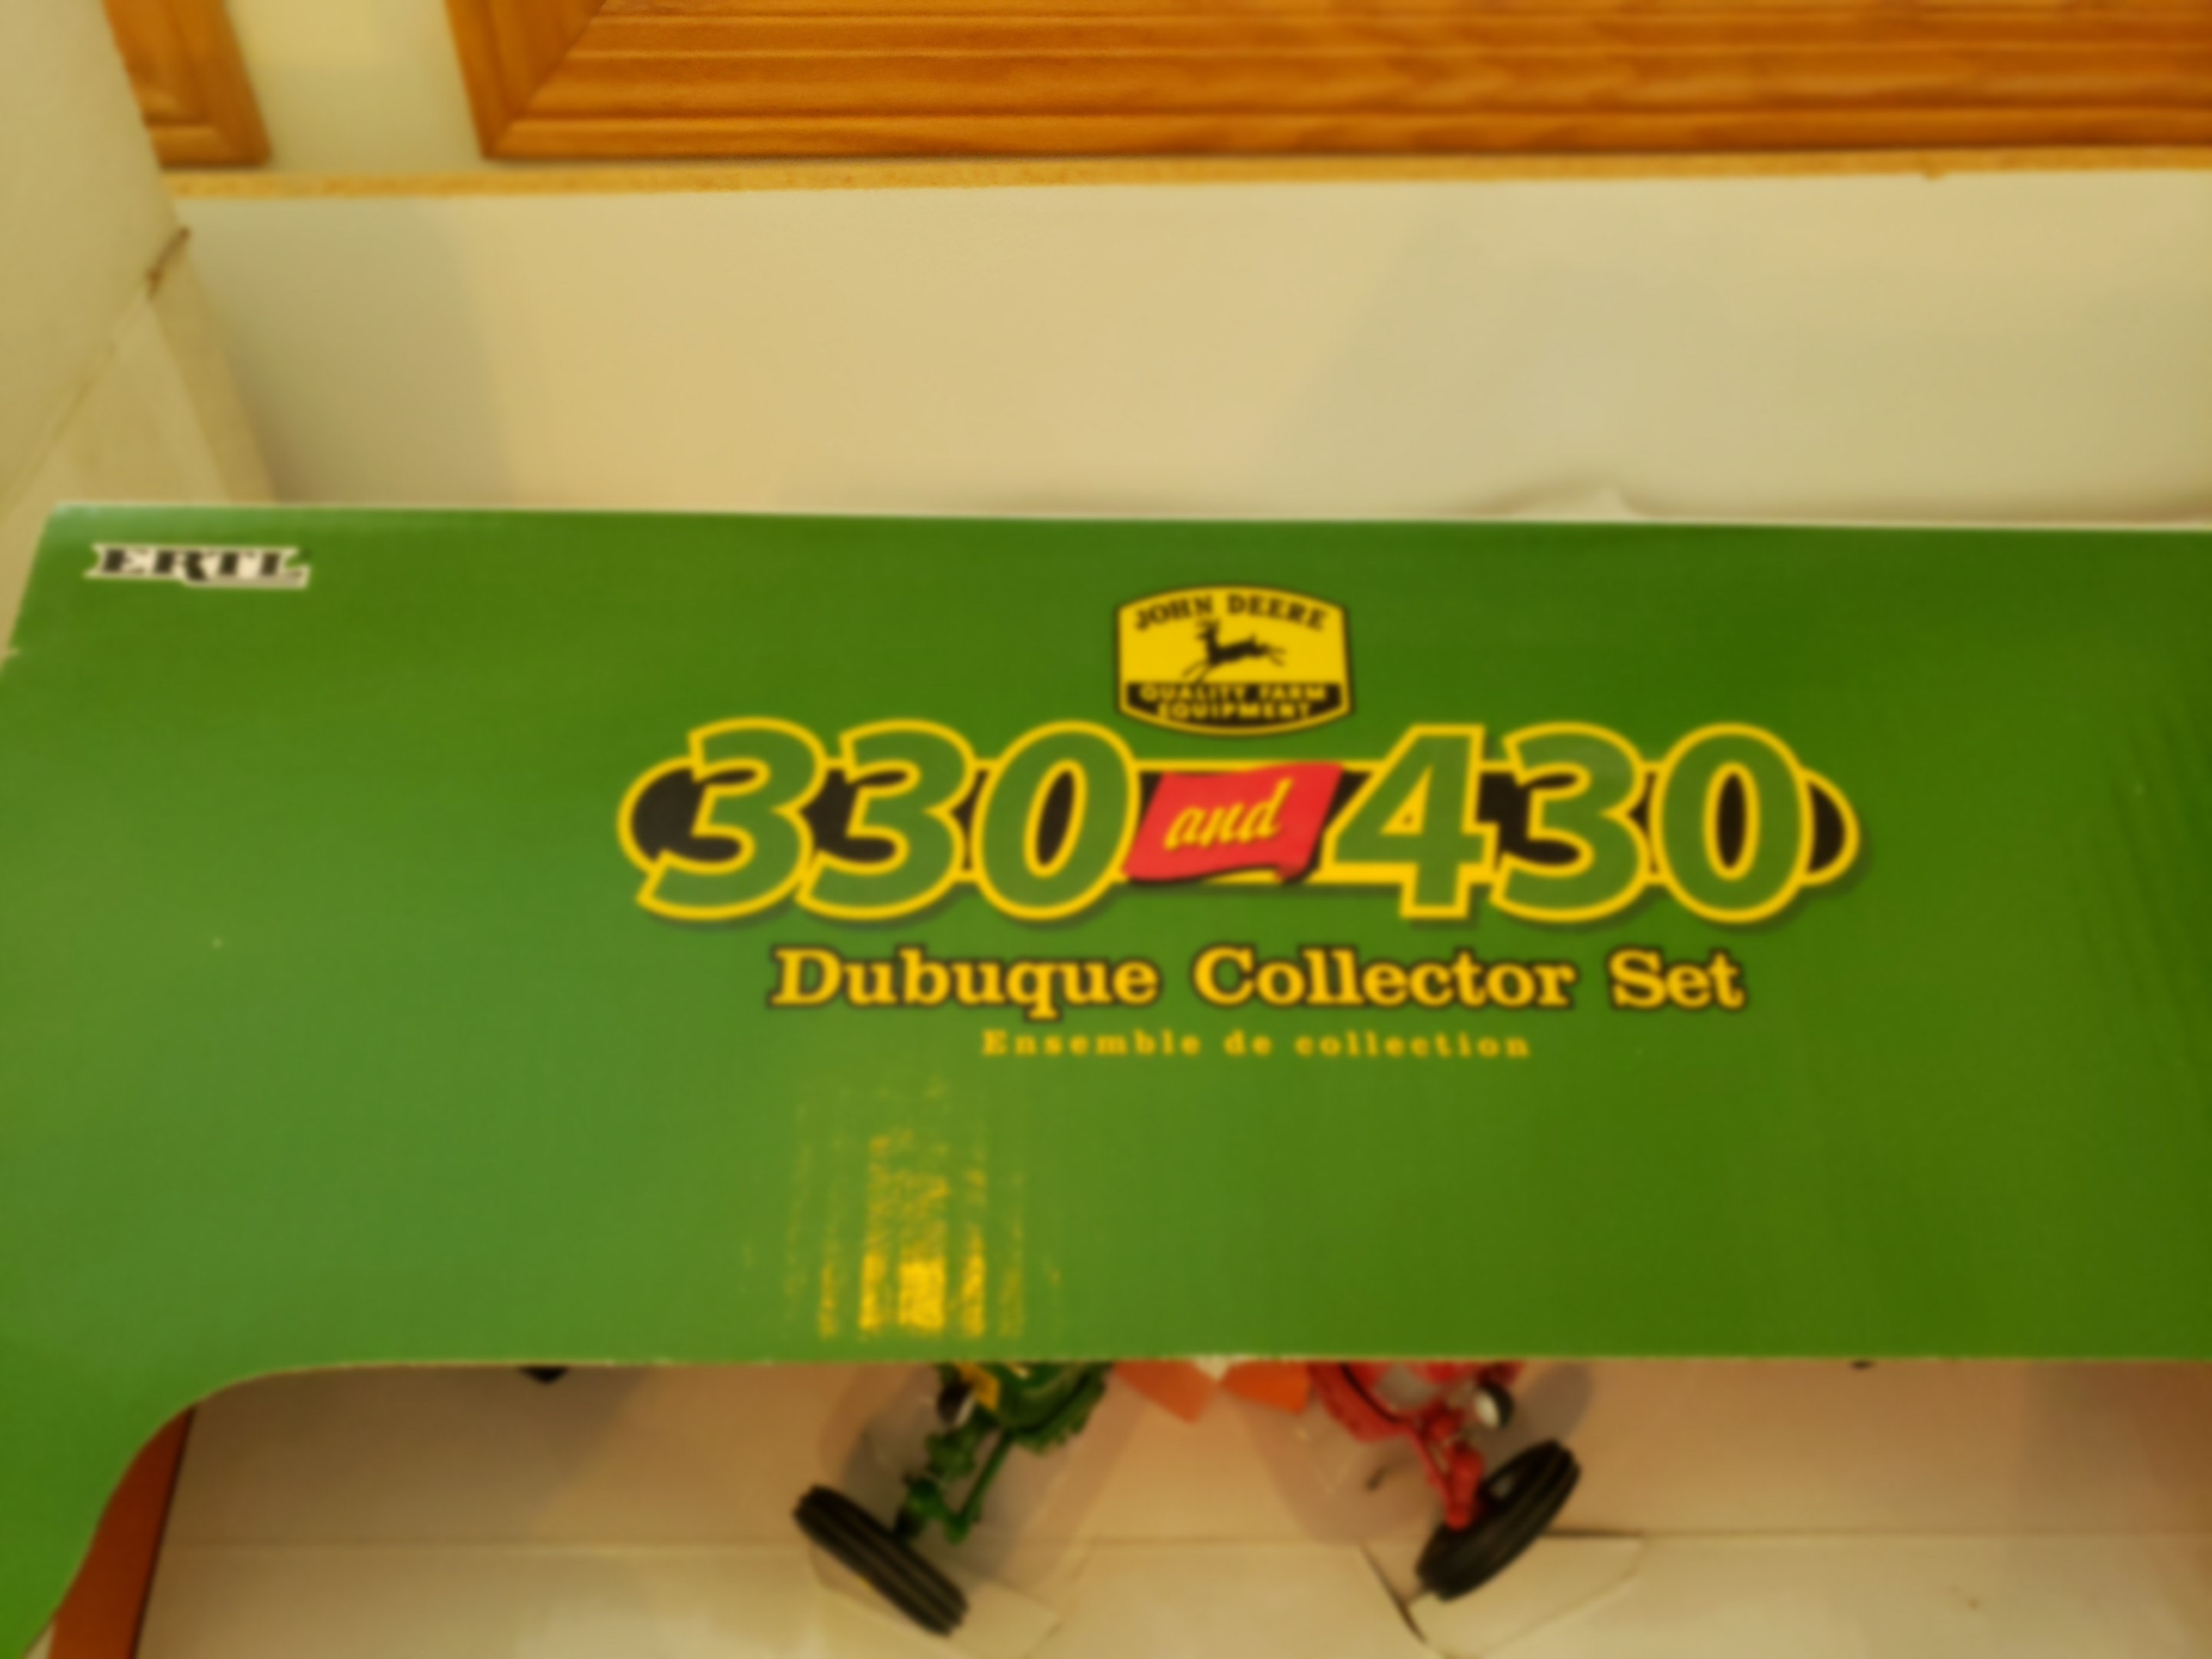 ERTL
JOHN DEERE
QUALITY FARM
EQUIPMENT
330 and 430
Dubuque Collector Set
Ensemble de collection